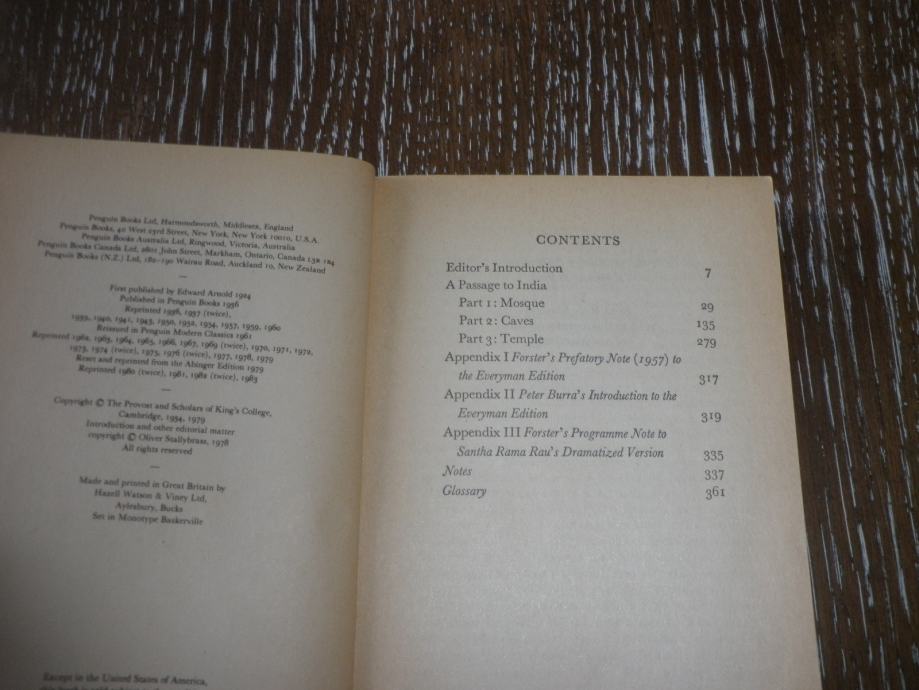 Penguin Books Ltd, Harmondsworth, Middlesex, England
Penguin Books, 40 West 23rd Street, New York, New York 10010, U.S.A.
Penguin Books Australia Ltd, Ringwood, Victoria, Australia
Penguin Books Canada Ltd, 2801 John Street, Markham, Ontario, Canada L3R 1B4
Penguin Books (N.Z.) Ltd, 182–190 Wairau Road, Auckland 10, New Zealand
—
First published by Edward Arnold 1924
Published in Penguin Books 1936
Reprinted 1936, 1937 (twice),
1939, 1940, 1941, 1943, 1950, 1952, 1954, 1957, 1959, 1960
Reissued in Penguin Modern Classics 1961
Reprinted 1962, 1963, 1964, 1965, 1966, 1967, 1969 (twice), 1970, 1971, 1972,
1973, 1974 (twice), 1975, 1976 (twice), 1977, 1978, 1979
Reset and reprinted from the Abinger Edition 1979
Reprinted 1980 (twice), 1981, 1982 (twice), 1983
—
Copyright © The Provost and Scholars of King's College,
Cambridge, 1954, 1979
Introduction and other editorial matter
copyright © Oliver Stallybrass, 1978
All rights reserved
—
Made and printed in Great Britain by
Hazell Watson & Viney Ltd,
Aylesbury, Bucks
Set in Monotype Baskerville
Except in the United States of America,
CONTENTS
Editor's Introduction 7
A Passage to India
Part 1: Mosque 29
Part 2: Caves 135
Part 3: Temple 279
Appendix I Forster's Prefatory Note (1957) to
the Everyman Edition 317
Appendix II Peter Burra's Introduction to the
Everyman Edition 319
Appendix III Forster's Programme Note to
Santha Rama Rau's Dramatized Version 335
Notes 337
Glossary 361